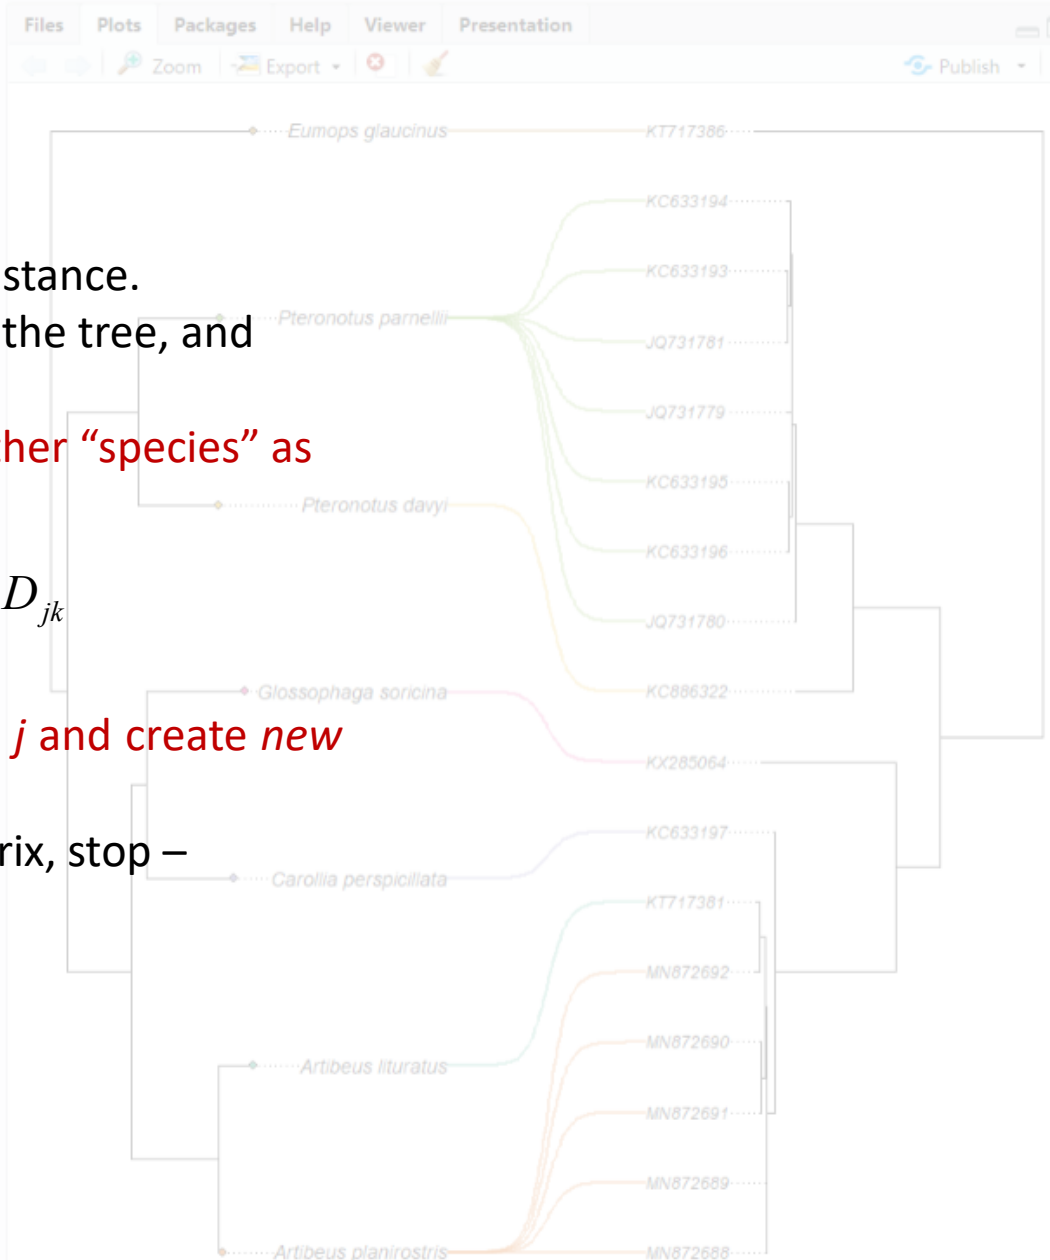 Files Plots Packages Help Viewer Presentation
Zoom Export Publish
Eumops glaucinus KT717386
KC633194
stance.
KC633193
Pteronotus parnellii
the tree, and
JQ731781
JQ731779
ther “species” as
KC633195
Pteronotus davyi
KC633196
D_jk
JQ731780
Glossophaga soricina KC886322
j and create new
KX285064
KC633197
rix, stop –
Carollia perspicillata
KT717381
MN872692
MN872690
Artibeus lituratus
MN872691
MN872689
Artibeus planirostris MN872688